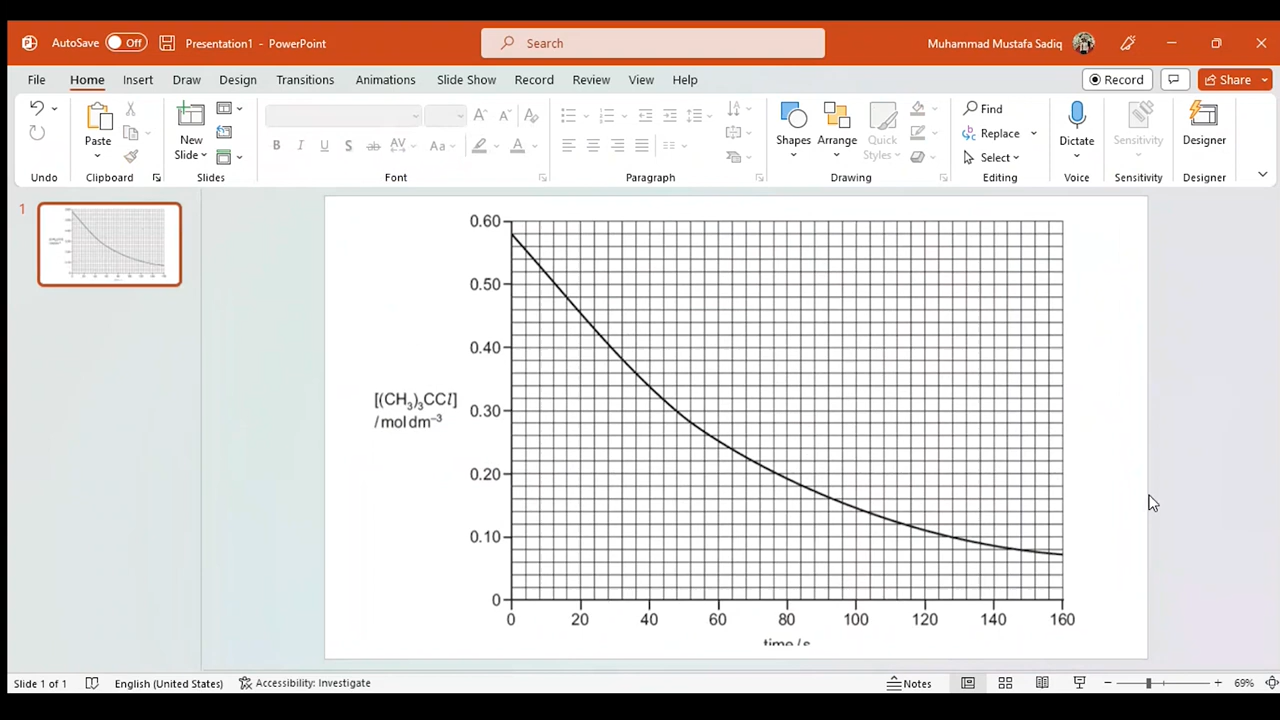 AutoSave Off Presentation1 - PowerPoint Search Muhammad Mustafa Sadiq
File Home Insert Draw Design Transitions Animations Slide Show Record Review View Help Record Share
Paste New Slide Shapes Arrange Quick Styles Find Replace Select Dictate Sensitivity Designer
Undo Clipboard Slides Font Paragraph Drawing Editing Voice Sensitivity Designer
1
0.60
0.50
0.40
[(CH₃)₃CCl]
/mol dm⁻³
0.30
0.20
0.10
0
0 20 40 60 80 100 120 140 160
time / s
Slide 1 of 1 English (United States) Accessibility: Investigate Notes 69%